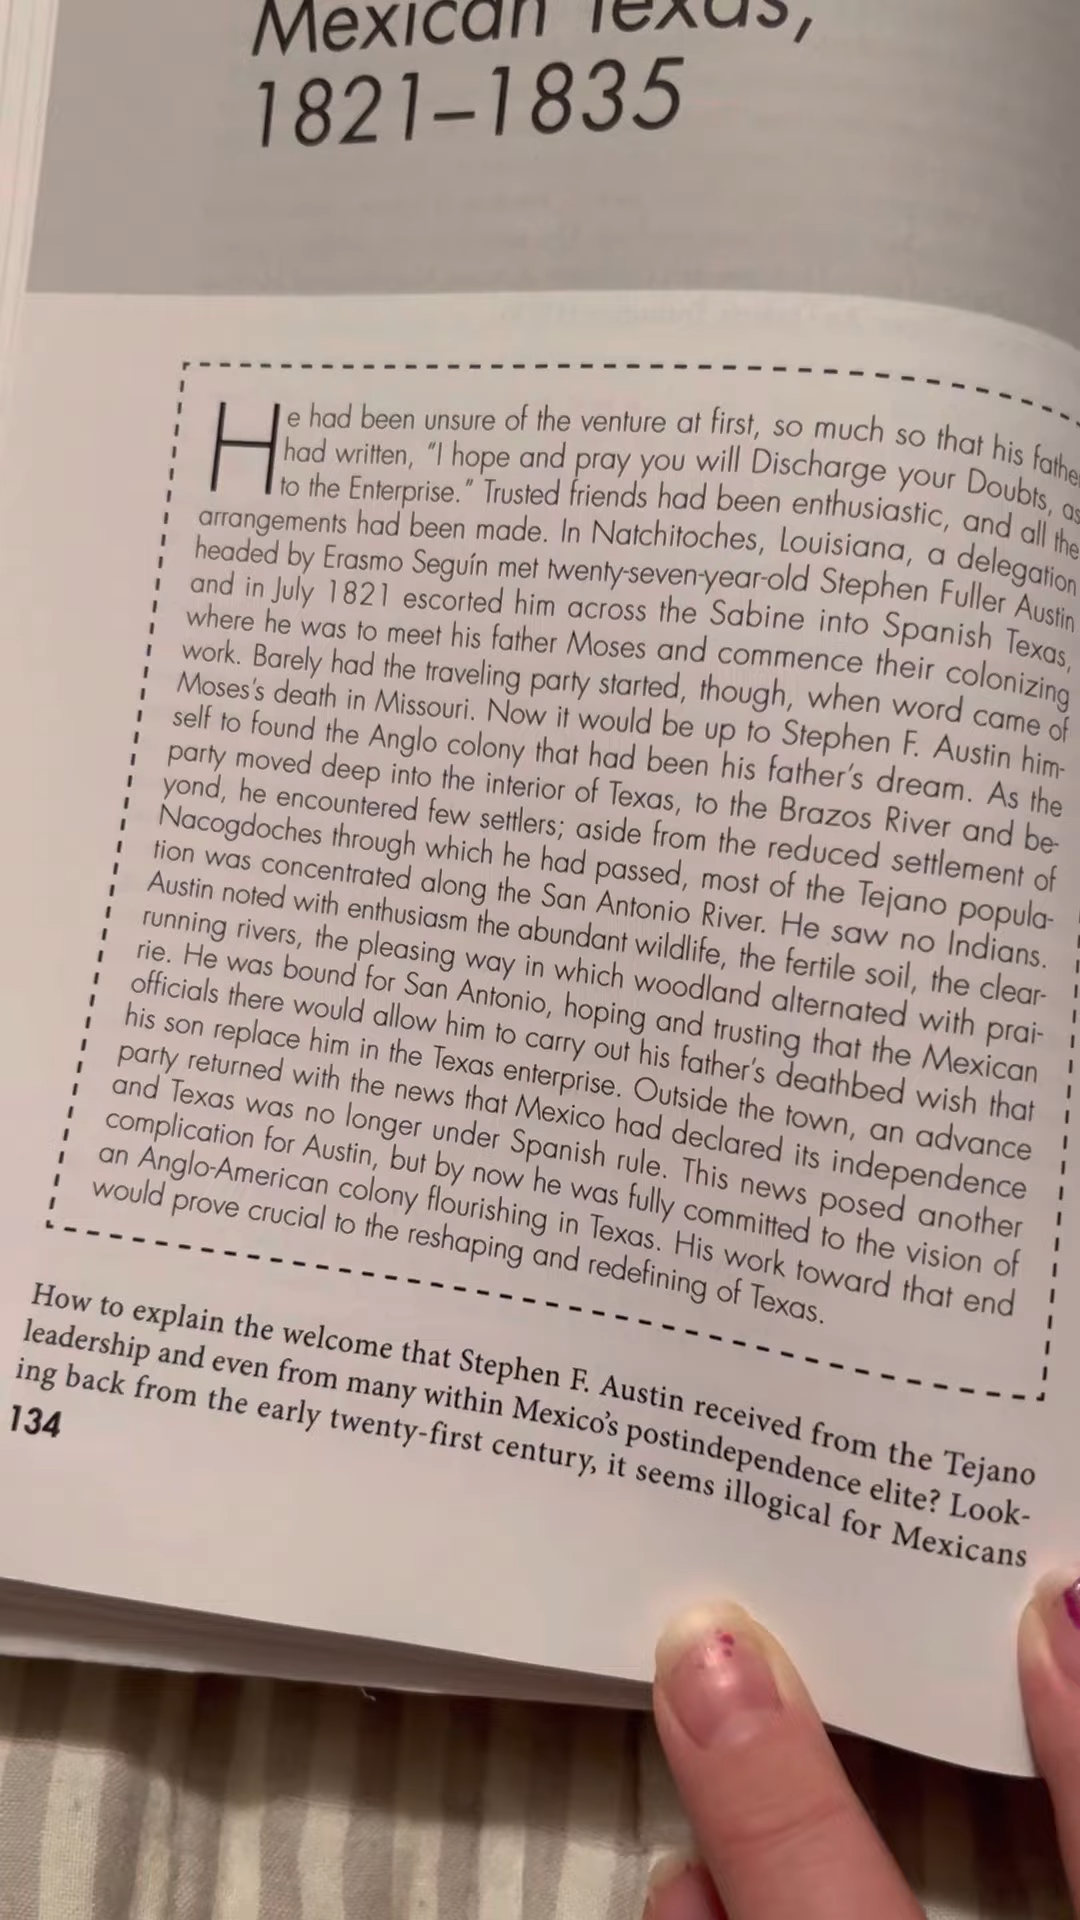 Mexican Texas,
1821–1835
He had been unsure of the venture at first, so much so that his father
had written, “I hope and pray you will Discharge your Doubts, as
to the Enterprise.” Trusted friends had been enthusiastic, and all the
arrangements had been made. In Natchitoches, Louisiana, a delegation
headed by Erasmo Seguín met twenty-seven-year-old Stephen Fuller Austin
and in July 1821 escorted him across the Sabine into Spanish Texas,
where he was to meet his father Moses and commence their colonizing
work. Barely had the traveling party started, though, when word came of
Moses’s death in Missouri. Now it would be up to Stephen F. Austin him-
self to found the Anglo colony that had been his father’s dream. As the
party moved deep into the interior of Texas, to the Brazos River and be-
yond, he encountered few settlers; aside from the reduced settlement of
Nacogdoches through which he had passed, most of the Tejano popula-
tion was concentrated along the San Antonio River. He saw no Indians.
Austin noted with enthusiasm the abundant wildlife, the fertile soil, the clear-
running rivers, the pleasing way in which woodland alternated with prai-
rie. He was bound for San Antonio, hoping and trusting that the Mexican
officials there would allow him to carry out his father’s deathbed wish that
his son replace him in the Texas enterprise. Outside the town, an advance
party returned with the news that Mexico had declared its independence
and Texas was no longer under Spanish rule. This news posed another
complication for Austin, but by now he was fully committed to the vision of
an Anglo-American colony flourishing in Texas. His work toward that end
would prove crucial to the reshaping and redefining of Texas.
How to explain the welcome that Stephen F. Austin received from the Tejano
leadership and even from many within Mexico’s postindependence elite? Look-
ing back from the early twenty-first century, it seems illogical for Mexicans
134